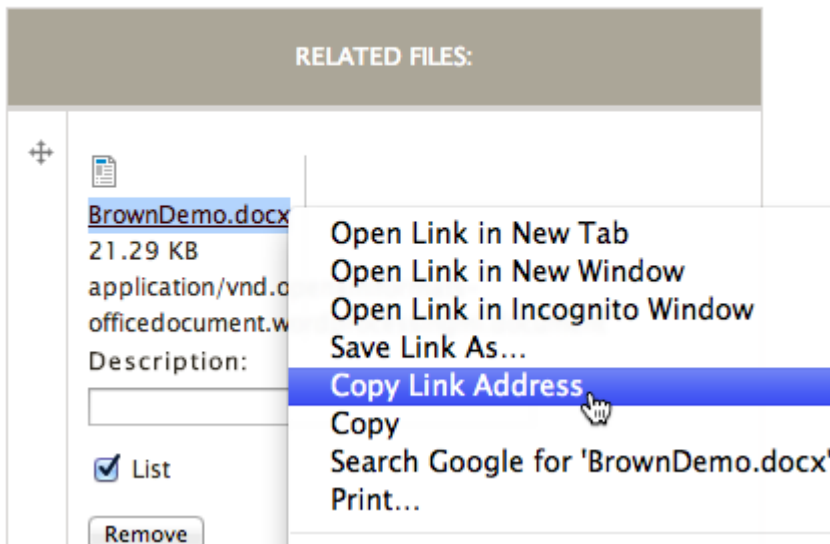 RELATED FILES:
BrownDemo.docx
21.29 KB
application/vnd.o
officedocument.w
Description:
List
Remove
Open Link in New Tab
Open Link in New Window
Open Link in Incognito Window
Save Link As...
Copy Link Address
Copy
Search Google for 'BrownDemo.docx'
Print...